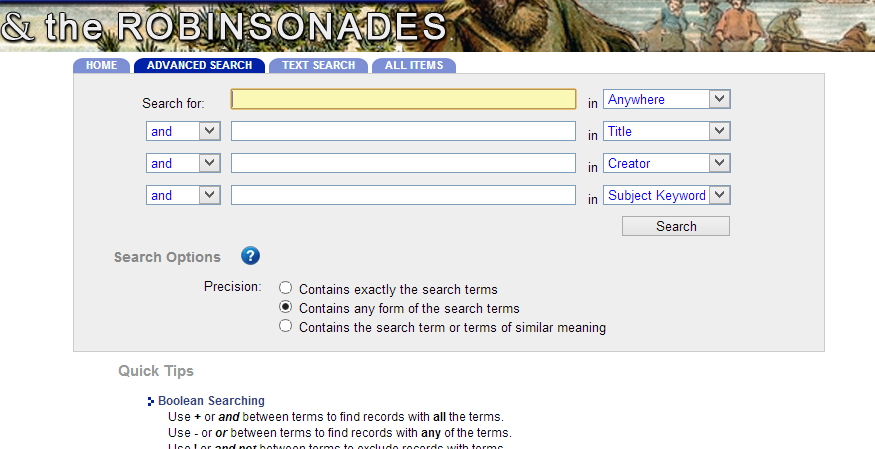 & the ROBINSONADES
HOME ADVANCED SEARCH TEXT SEARCH ALL ITEMS
Search for: in Anywhere
and in Title
and in Creator
and in Subject Keyword
Search
Search Options ?
Precision: Contains exactly the search terms
Contains any form of the search terms
Contains the search term or terms of similar meaning
Quick Tips
Boolean Searching
Use + or and between terms to find records with all the terms.
Use - or or between terms to find records with any of the terms.
Use ! or and not between terms to exclude records with terms.